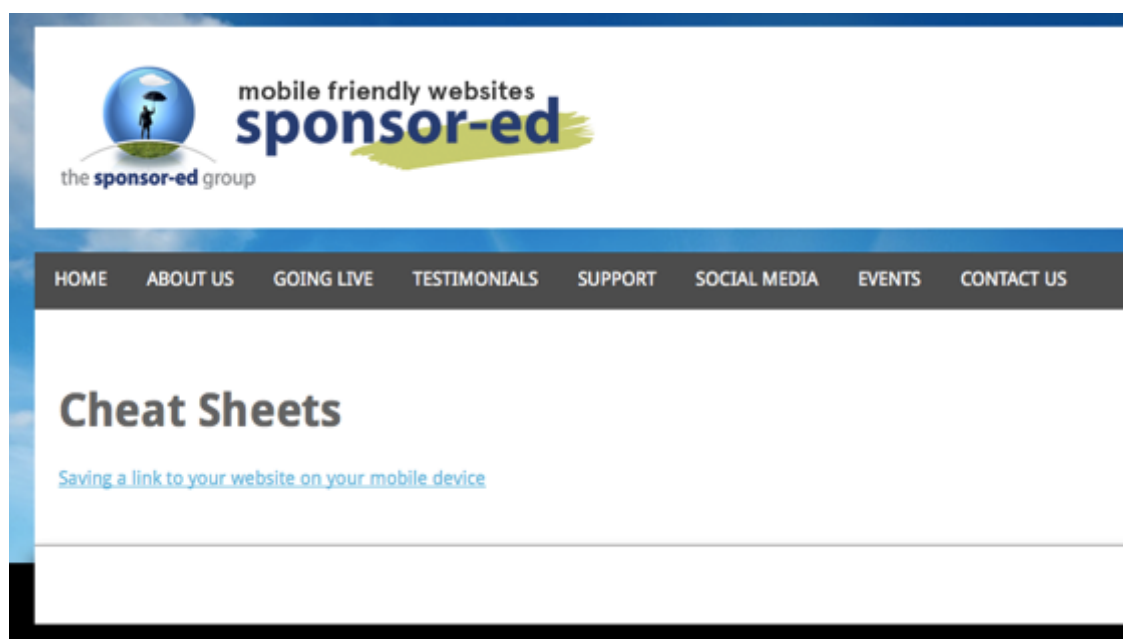 mobile friendly websites
sponsor-ed
the sponsor-ed group
HOME ABOUT US GOING LIVE TESTIMONIALS SUPPORT SOCIAL MEDIA EVENTS CONTACT US
Cheat Sheets
Saving a link to your website on your mobile device